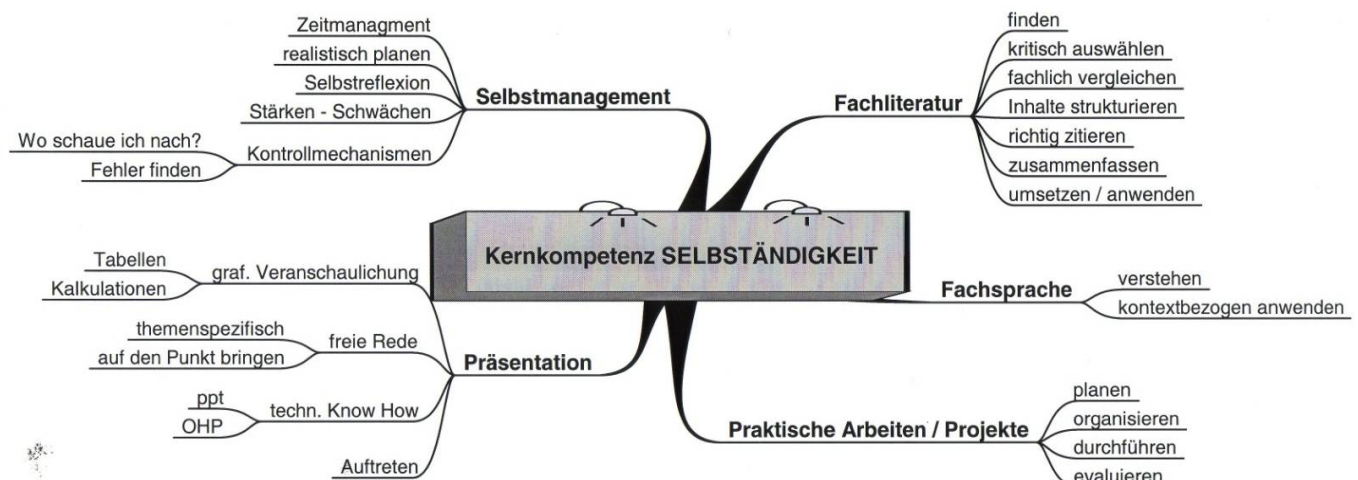 Kernkompetenz SELBSTÄNDIGKEIT
Selbstmanagement
Zeitmanagment
realistisch planen
Selbstreflexion
Stärken - Schwächen
Kontrollmechanismen
Wo schaue ich nach?
Fehler finden
Fachliteratur
finden
kritisch auswählen
fachlich vergleichen
Inhalte strukturieren
richtig zitieren
zusammenfassen
umsetzen / anwenden
Fachsprache
verstehen
kontextbezogen anwenden
Präsentation
graf. Veranschaulichung
Tabellen
Kalkulationen
freie Rede
themenspezifisch
auf den Punkt bringen
techn. Know How
ppt
OHP
Auftreten
Praktische Arbeiten / Projekte
planen
organisieren
durchführen
evaluieren